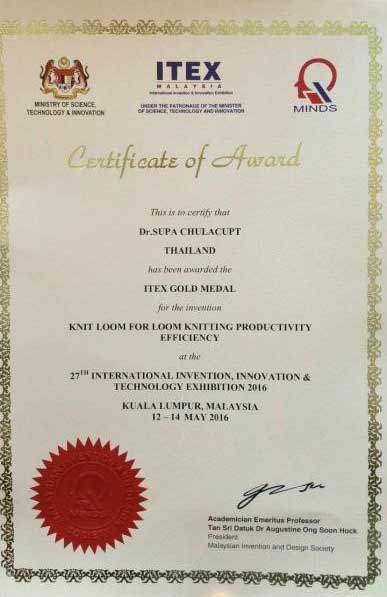 ITEX
MALAYSIA
International Invention & Innovation Exhibition
MINISTRY OF SCIENCE,
TECHNOLOGY & INNOVATION
UNDER THE PATRONAGE OF THE MINISTER
OF SCIENCE, TECHNOLOGY AND INNOVATION
MINDS
Certificate of Award
This is to certify that
Dr.SUPA CHULACUPT
THAILAND
has been awarded the
ITEX GOLD MEDAL
for the invention
KNIT LOOM FOR LOOM KNITTING PRODUCTIVITY
EFFICIENCY
at the
27TH INTERNATIONAL INVENTION, INNOVATION &
TECHNOLOGY EXHIBITION 2016
KUALA LUMPUR, MALAYSIA
12 – 14 MAY 2016
Academician Emeritus Professor
Tan Sri Datuk Dr Augustine Ong Soon Hock
President
Malaysian Invention and Design Society